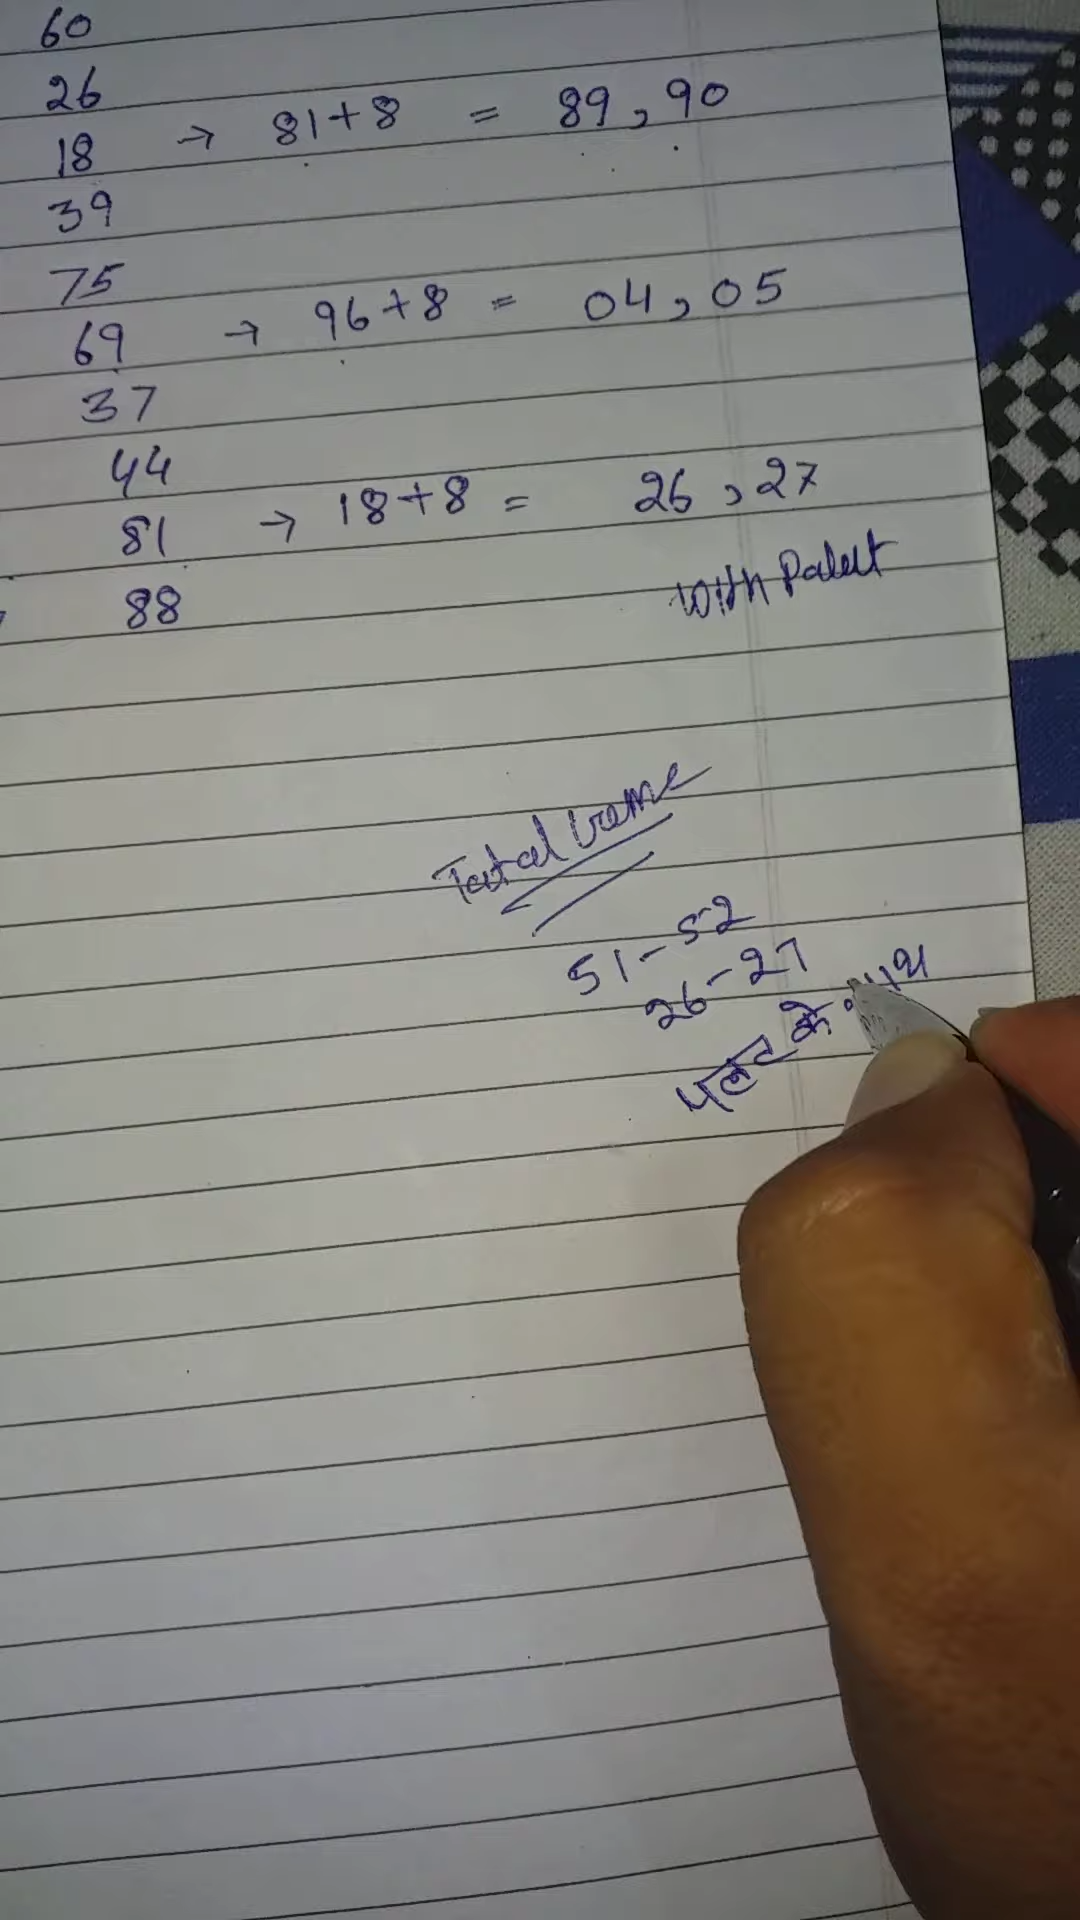 60
26
18 → 81+8 = 89, 90
39
75
69 → 96+8 = 04, 05
37
44
81 → 18+8 = 26, 27
88
with Palut
Total Game
51-52
26-27
पलट के साथ